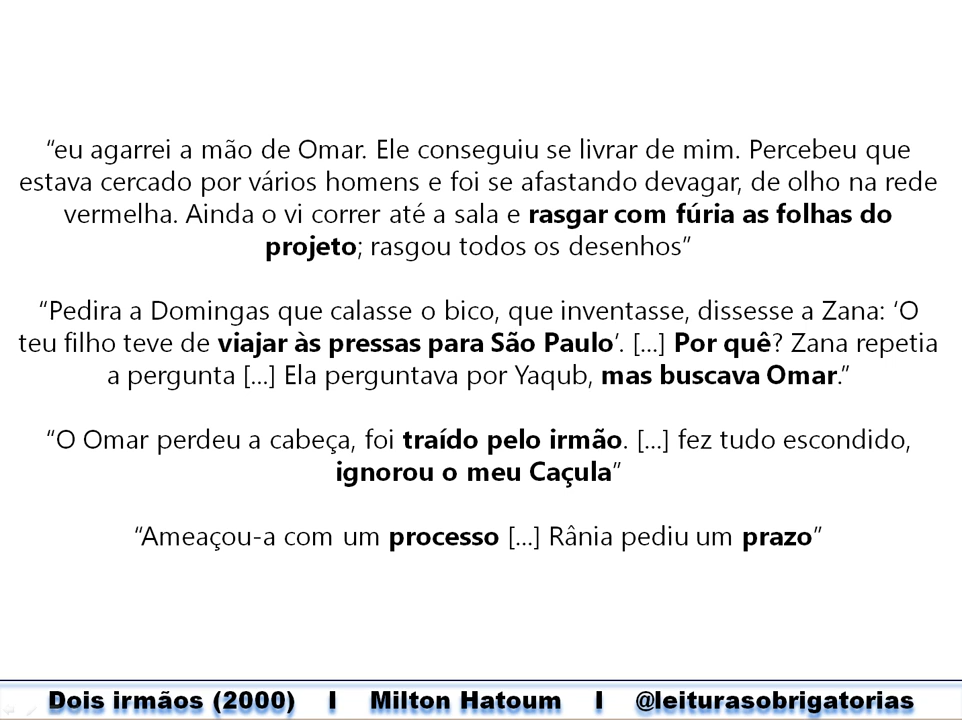 “eu agarrei a mão de Omar. Ele conseguiu se livrar de mim. Percebeu que
estava cercado por vários homens e foi se afastando devagar, de olho na rede
vermelha. Ainda o vi correr até a sala e rasgar com fúria as folhas do
projeto; rasgou todos os desenhos”
“Pedira a Domingas que calasse o bico, que inventasse, dissesse a Zana: ‘O
teu filho teve de viajar às pressas para São Paulo’. [...] Por quê? Zana repetia
a pergunta [...] Ela perguntava por Yaqub, mas buscava Omar.”
“O Omar perdeu a cabeça, foi traído pelo irmão. [...] fez tudo escondido,
ignorou o meu Caçula”
“Ameaçou-a com um processo [...] Rânia pediu um prazo”
Dois irmãos (2000) I Milton Hatoum I @leiturasobrigatorias